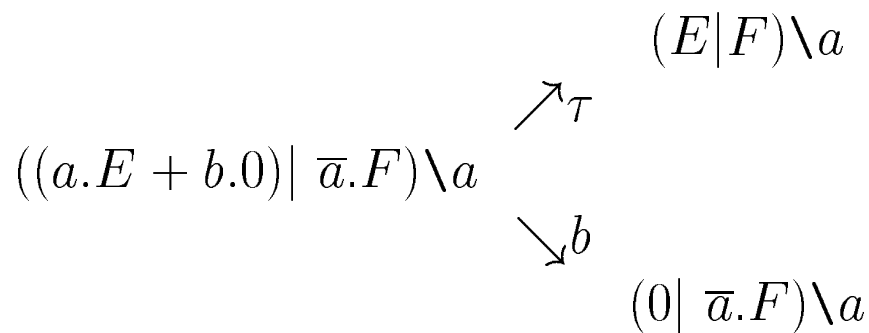 (E|F)\a
↗τ
((a.E + b.0)| a̅.F)\a
↘b
(0| a̅.F)\a